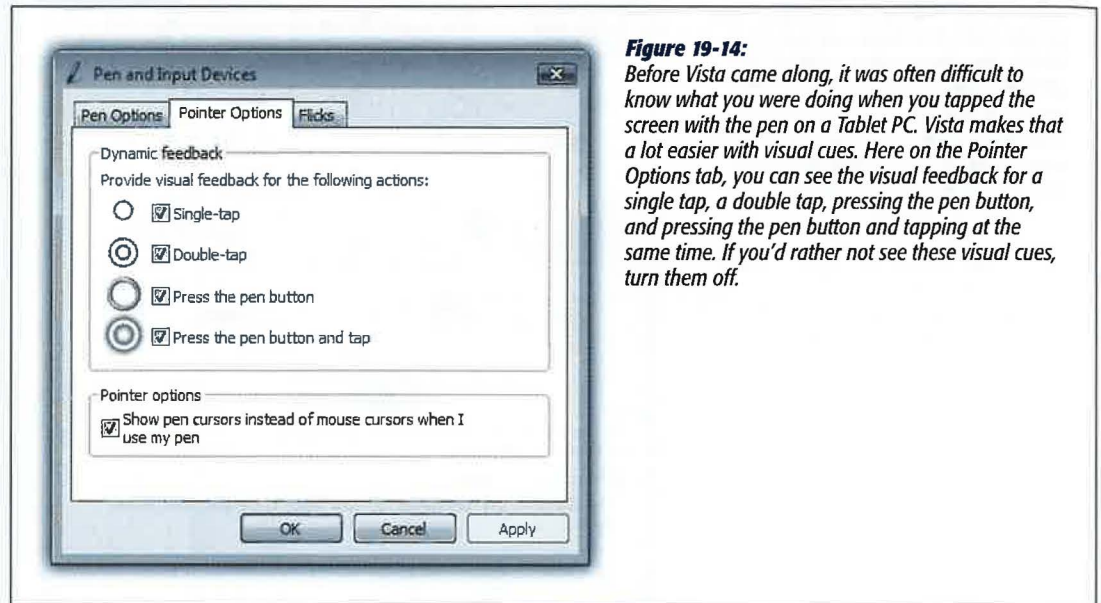 Pen and Input Devices
Pen Options Pointer Options Flicks
Dynamic feedback
Provide visual feedback for the following actions:
Single-tap
Double-tap
Press the pen button
Press the pen button and tap
Pointer options
Show pen cursors instead of mouse cursors when I
use my pen
OK Cancel Apply
Figure 19-14:
Before Vista came along, it was often difficult to
know what you were doing when you tapped the
screen with the pen on a Tablet PC. Vista makes that
a lot easier with visual cues. Here on the Pointer
Options tab, you can see the visual feedback for a
single tap, a double tap, pressing the pen button,
and pressing the pen button and tapping at the
same time. If you'd rather not see these visual cues,
turn them off.